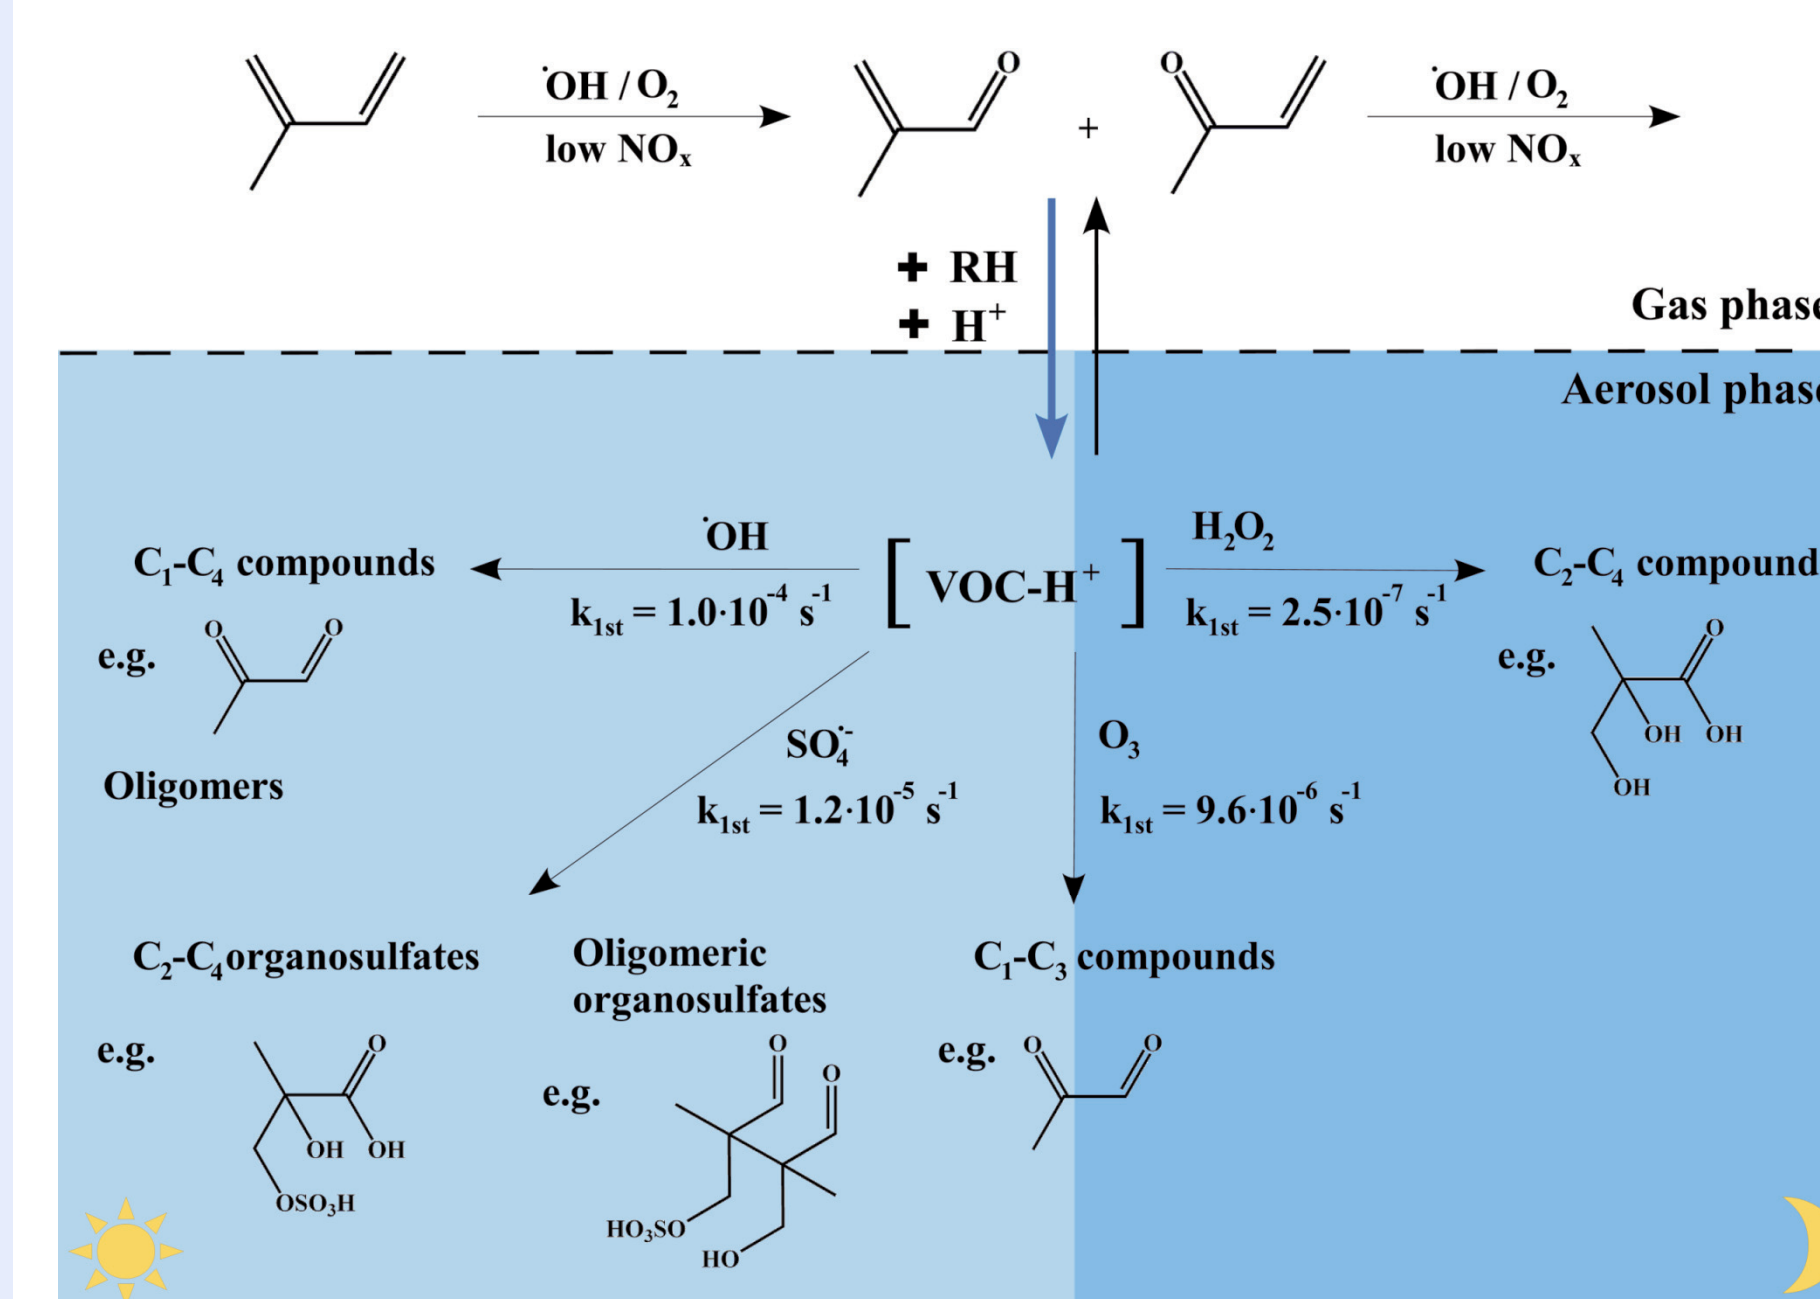 O O
˙OH / O₂ ˙OH / O₂
+
low NOₓ low NOₓ
+ RH
+ H⁺
Gas phase
Aerosol phase
˙OH [ VOC-H⁺ ] H₂O₂
C₁-C₄ compounds C₂-C₄ compound
k₁ₛₜ = 1.0·10⁻⁴ s⁻¹ k₁ₛₜ = 2.5·10⁻⁷ s⁻¹
O O O
e.g. e.g.
OH OH
OH
SO₄˙⁻ O₃
Oligomers
k₁ₛₜ = 1.2·10⁻⁵ s⁻¹ k₁ₛₜ = 9.6·10⁻⁶ s⁻¹
C₂-C₄organosulfates
Oligomeric
organosulfates
C₁-C₃ compounds
e.g. O
OH OH
OSO₃H
e.g. O O
HO₃SO
HO
e.g. O O